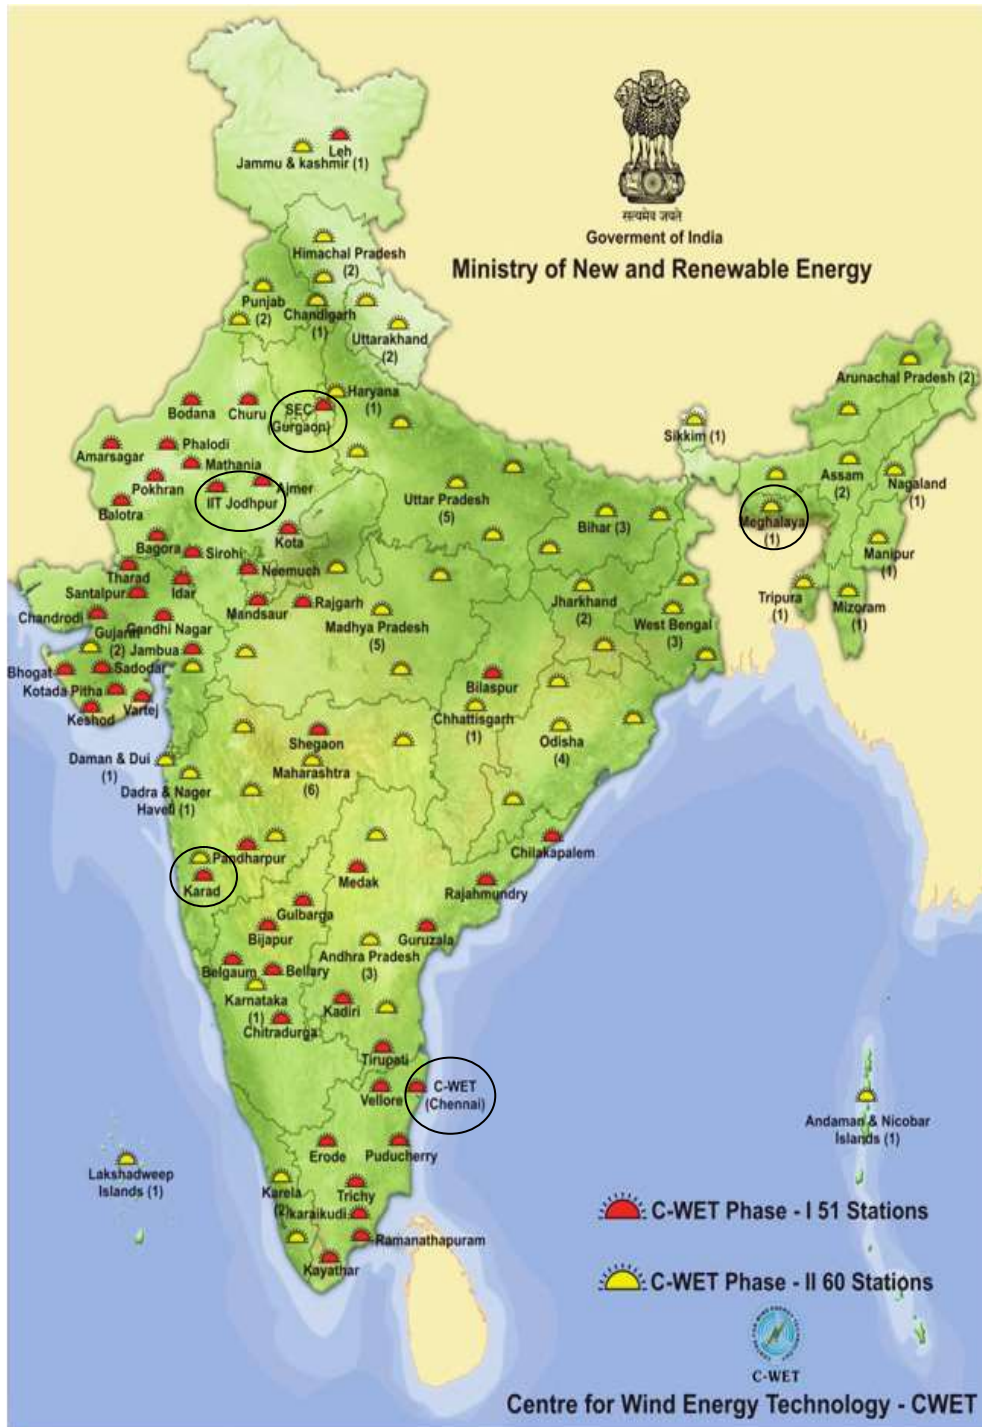 सत्यमेव जयते
Goverment of India
Ministry of New and Renewable Energy
Leh
Jammu & kashmir (1)
Himachal Pradesh
(2)
Punjab
(2)
Chandigarh
(1)
Uttarakhand
(2)
Haryana
(1)
Bodana
Churu
SEC
(Gurgaon)
Arunachal Pradesh (2)
Sikkim (1)
Amarsagar
Phalodi
Mathania
Pokhran
Ajmer
IIT Jodhpur
Balotra
Uttar Pradesh
(5)
Bihar (3)
Assam
(2)
Nagaland
(1)
Meghalaya
(1)
Manipur
(1)
Kota
Bagora
Sirohi
Tharad
Neemuch
Santalpur
Idar
Mandsaur
Rajgarh
Jharkhand
(2)
Tripura
(1)
Mizoram
(1)
Chandrodi
Gandhi Nagar
Gujarat
(2)
Madhya Pradesh
(5)
West Bengal
(3)
Jambua
Bhogat
Sadodar
Kotada Pitha
Vartej
Keshod
Bilaspur
Chhattisgarh
(1)
Odisha
(4)
Shegaon
Daman & Dui
(1)
Maharashtra
(6)
Dadra & Nager
Haveli (1)
Pandharpur
Karad
Medak
Chilakapalem
Rajahmundry
Gulbarga
Bijapur
Guruzala
Andhra Pradesh
(3)
Belgaum
Bellary
Karnataka
(1)
Chitradurga
Kadiri
Tirupati
Vellore
C-WET
(Chennai)
Andaman & Nicobar
Islands (1)
Erode
Puducherry
Lakshadweep
Islands (1)
Karela
(2)
Trichy
karaikudi
Ramanathapuram
Kayathar
C-WET Phase - I 51 Stations
C-WET Phase - II 60 Stations
C-WET
Centre for Wind Energy Technology - CWET